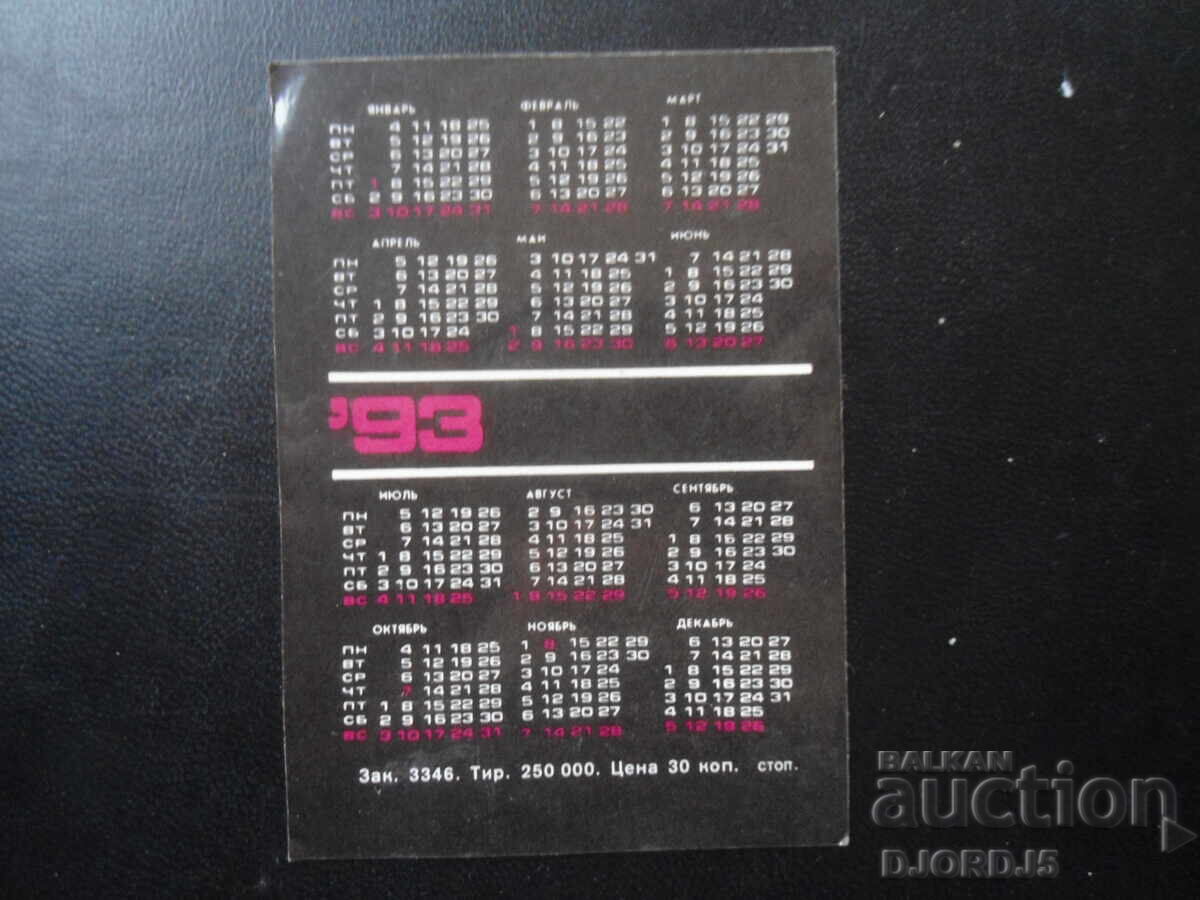 ЯНВАРЬ ФЕВРАЛЬ МАРТ
ПН 4 11 18 25 1 8 15 22 1 8 15 22 29
ВТ 5 12 19 26 2 9 16 23 2 9 16 23 30
СР 6 13 20 27 3 10 17 24 3 10 17 24 31
ЧТ 7 14 21 28 4 11 18 25 4 11 18 25
ПТ 1 8 15 22 29 5 12 19 26 5 12 19 26
СБ 2 9 16 23 30 6 13 20 27 6 13 20 27
ВС 3 10 17 24 31 7 14 21 28 7 14 21 28
АПРЕЛЬ МАЙ ИЮНЬ
ПН 5 12 19 26 3 10 17 24 31 7 14 21 28
ВТ 6 13 20 27 4 11 18 25 1 8 15 22 29
СР 7 14 21 28 5 12 19 26 2 9 16 23 30
ЧТ 1 8 15 22 29 6 13 20 27 3 10 17 24
ПТ 2 9 16 23 30 7 14 21 28 4 11 18 25
СБ 3 10 17 24 1 8 15 22 29 5 12 19 26
ВС 4 11 18 25 2 9 16 23 30 6 13 20 27
'93
ИЮЛЬ АВГУСТ СЕНТЯБРЬ
ПН 5 12 19 26 2 9 16 23 30 6 13 20 27
ВТ 6 13 20 27 3 10 17 24 31 7 14 21 28
СР 7 14 21 28 4 11 18 25 1 8 15 22 29
ЧТ 1 8 15 22 29 5 12 19 26 2 9 16 23 30
ПТ 2 9 16 23 30 6 13 20 27 3 10 17 24
СБ 3 10 17 24 31 7 14 21 28 4 11 18 25
ВС 4 11 18 25 1 8 15 22 29 5 12 19 26
ОКТЯБРЬ НОЯБРЬ ДЕКАБРЬ
ПН 4 11 18 25 1 8 15 22 29 6 13 20 27
ВТ 5 12 19 26 2 9 16 23 30 7 14 21 28
СР 6 13 20 27 3 10 17 24 1 8 15 22 29
ЧТ 7 14 21 28 4 11 18 25 2 9 16 23 30
ПТ 1 8 15 22 29 5 12 19 26 3 10 17 24 31
СБ 2 9 16 23 30 6 13 20 27 4 11 18 25
ВС 3 10 17 24 31 7 14 21 28 5 12 19 26
Зак. 3346. Тир. 250 000. Цена 30 коп. стоп.
BALKAN
auction
DJORDJ5